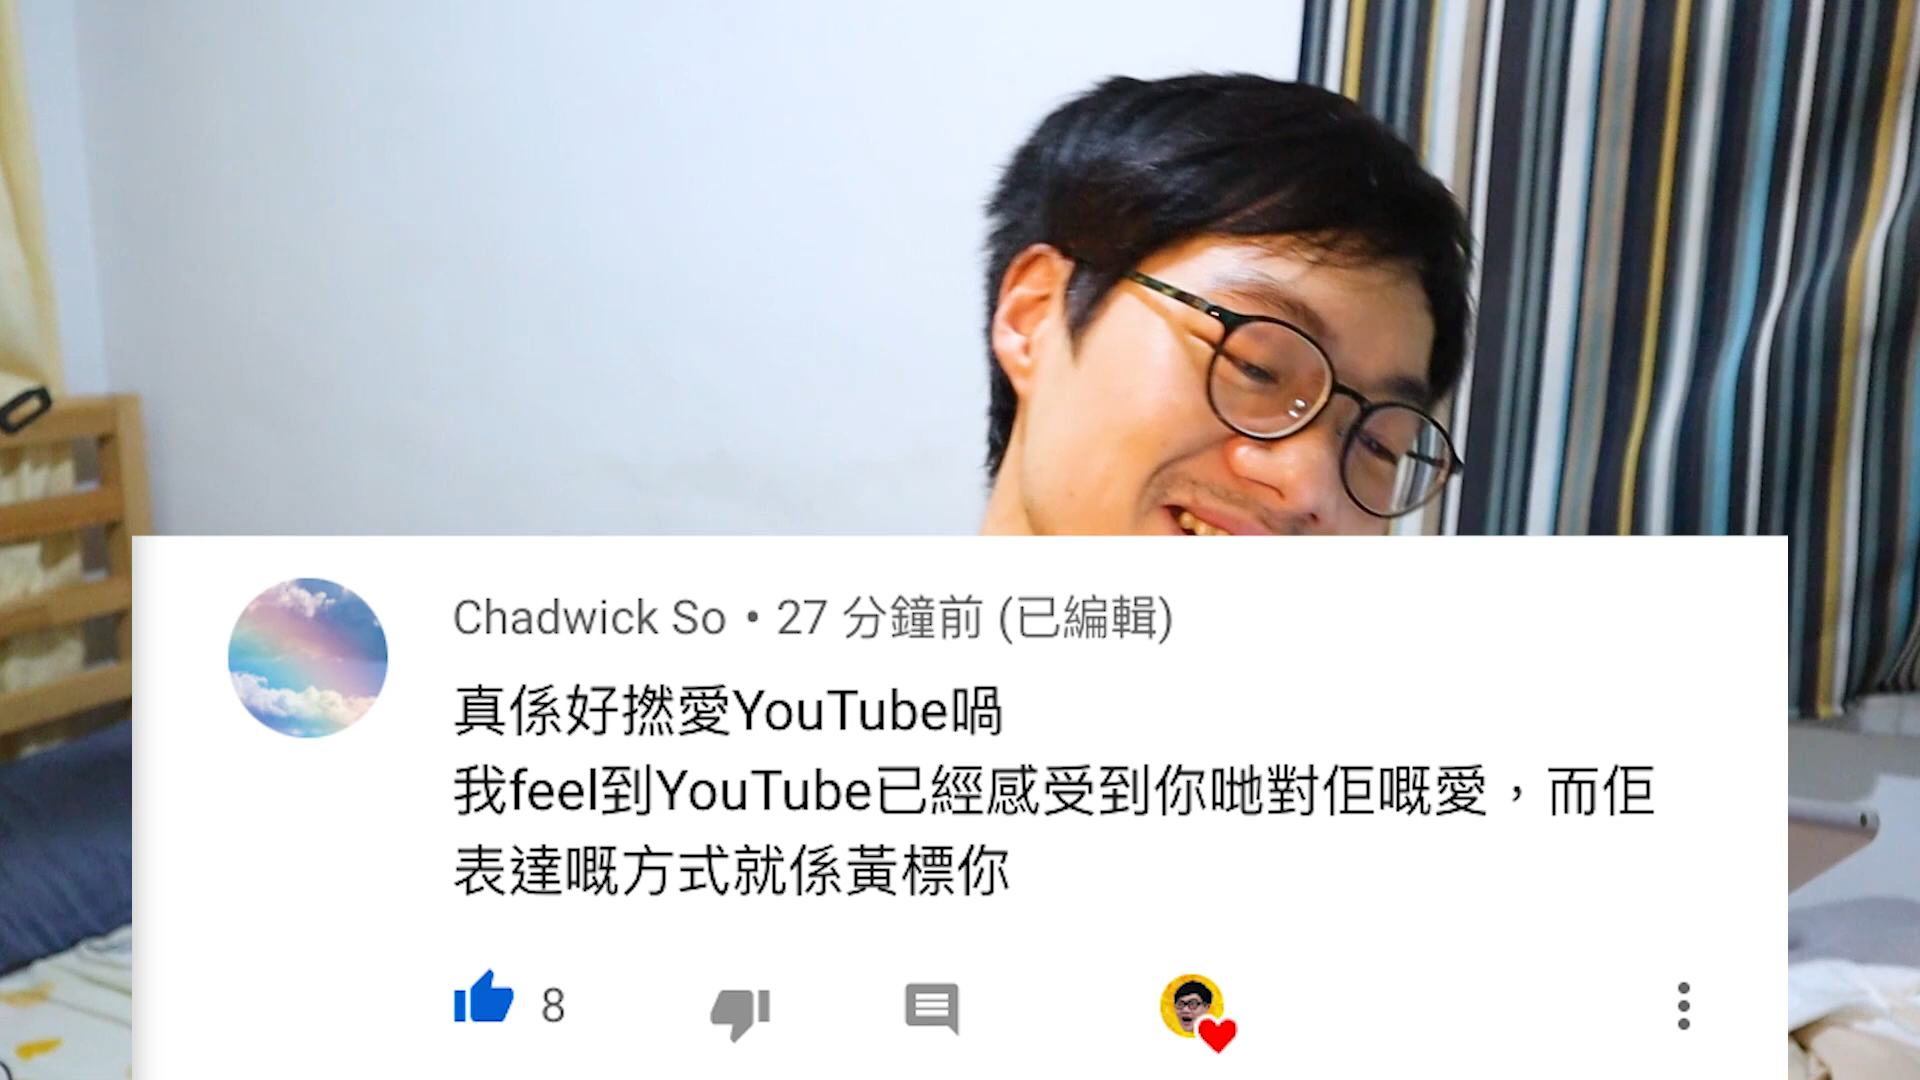 Chadwick So • 27 分鐘前 (已編輯)
真係好撚愛YouTube喎
我feel到YouTube已經感受到你哋對佢嘅愛，而佢
表達嘅方式就係黃標你
8